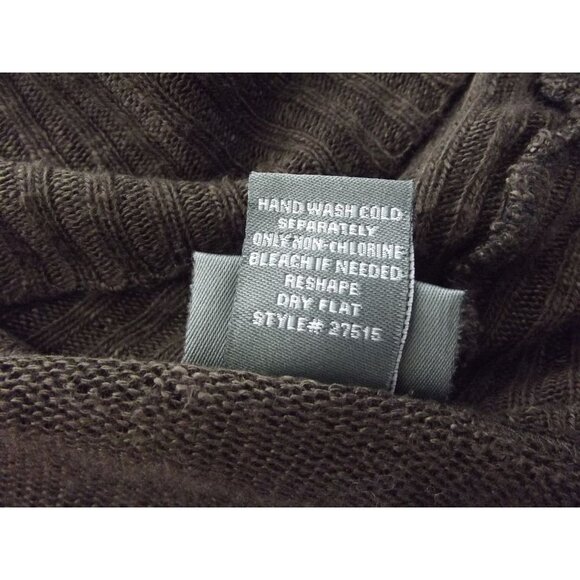 HAND WASH COLD
SEPARATELY
ONLY NON-CHLORINE
BLEACH IF NEEDED
RESHAPE
DRY FLAT
STYLE# 27515